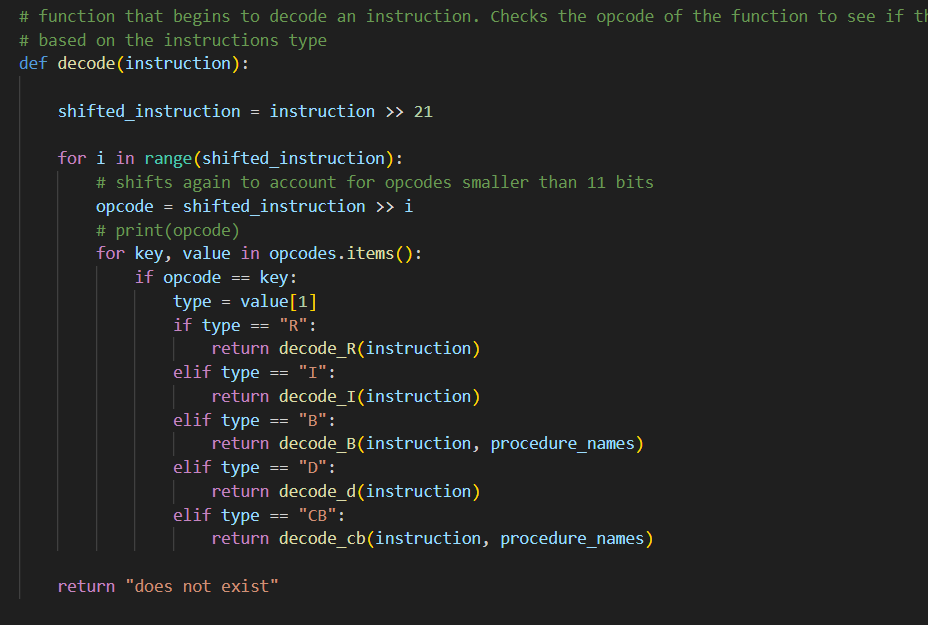 # function that begins to decode an instruction. Checks the opcode of the function to see if
# based on the instructions type
def decode(instruction):
shifted_instruction = instruction >> 21
for i in range(shifted_instruction):
# shifts again to account for opcodes smaller than 11 bits
opcode = shifted_instruction >> i
# print(opcode)
for key, value in opcodes.items():
if opcode == key:
type = value[1]
if type == "R":
return decode_R(instruction)
elif type == "I":
return decode_I(instruction)
elif type == "B":
return decode_B(instruction, procedure_names)
elif type == "D":
return decode_d(instruction)
elif type == "CB":
return decode_cb(instruction, procedure_names)
return "does not exist"